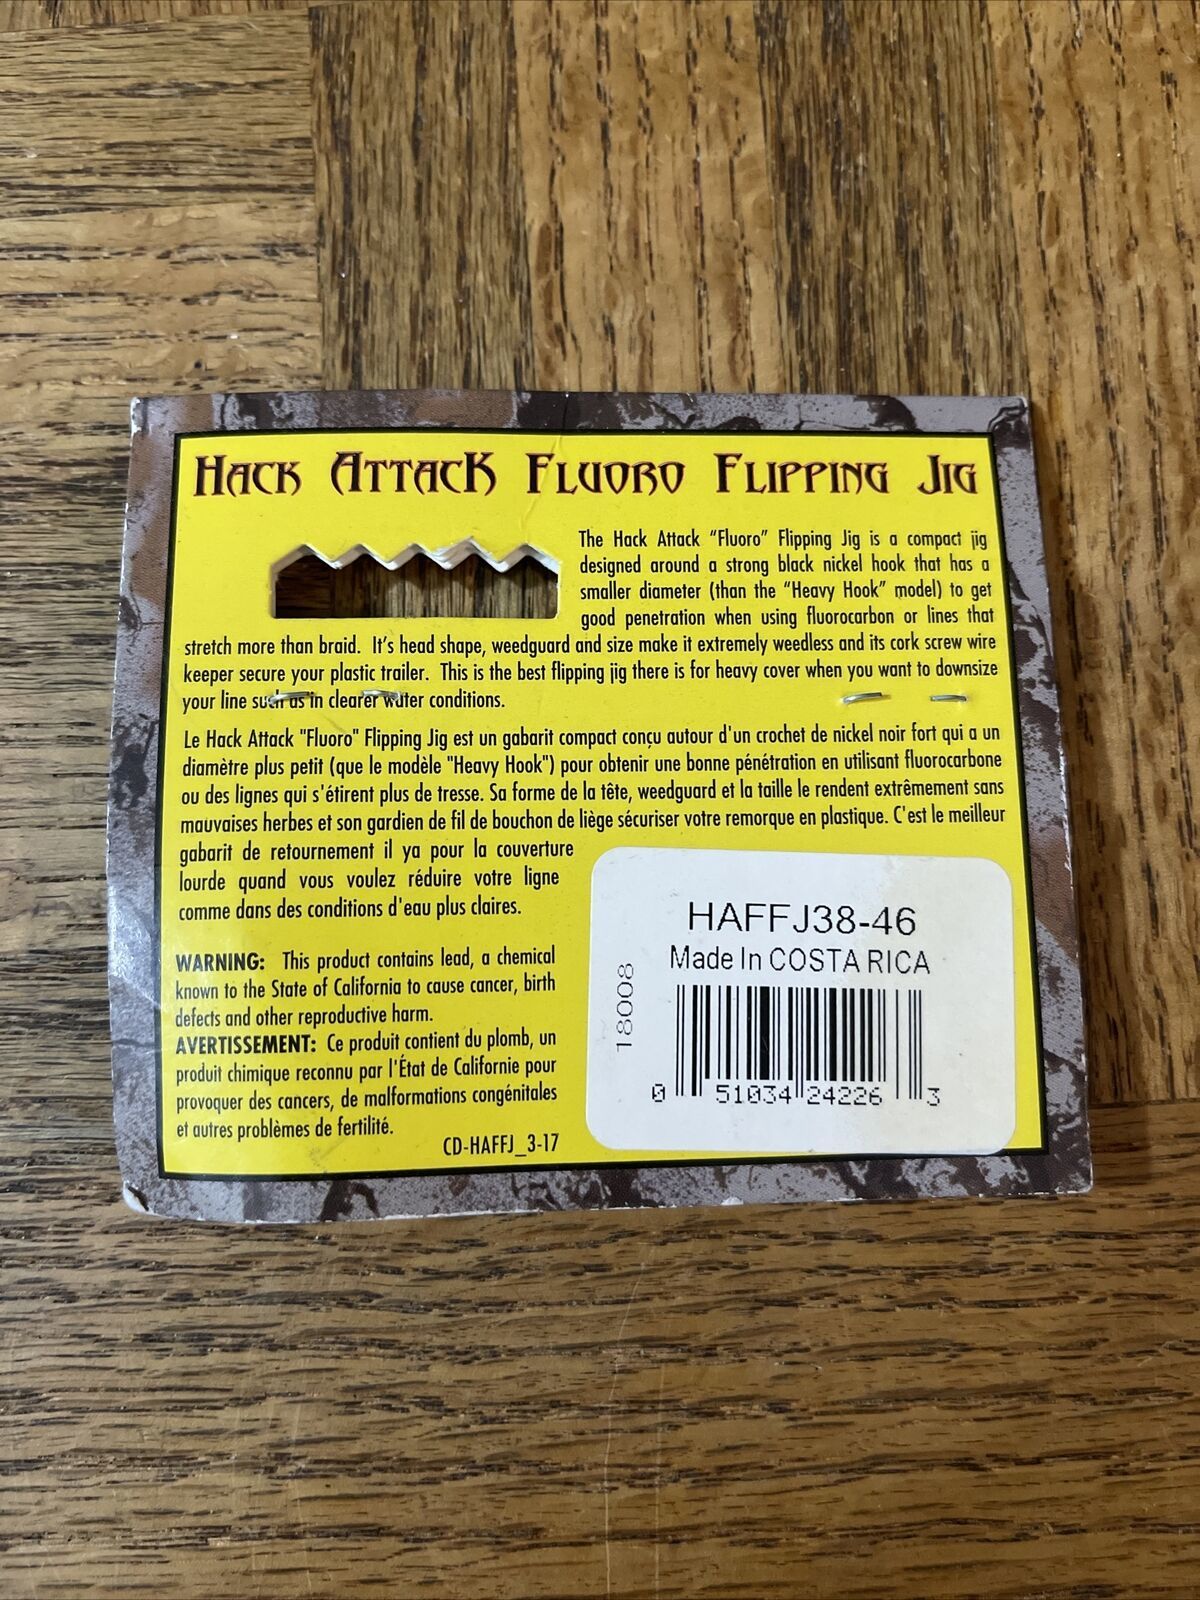 HACK ATTACK FLUORO FLIPPING JIG
The Hack Attack "Fluoro" Flipping Jig is a compact jig
designed around a strong black nickel hook that has a
smaller diameter (than the "Heavy Hook" model) to get
good penetration when using fluorocarbon or lines that
stretch more than braid. It's head shape, weedguard and size make it extremely weedless and its cork screw wire
keeper secure your plastic trailer. This is the best flipping jig there is for heavy cover when you want to downsize
your line such as in clearer water conditions.
Le Hack Attack "Fluoro" Flipping Jig est un gabarit compact conçu autour d'un crochet de nickel noir fort qui a un
diamètre plus petit (que le modèle "Heavy Hook") pour obtenir une bonne pénétration en utilisant fluorocarbone
ou des lignes qui s'étirent plus de tresse. Sa forme de la tête, weedguard et la taille le rendent extrêmement sans
mauvaises herbes et son gardien de fil de bouchon de liège sécuriser votre remorque en plastique. C'est le meilleur
gabarit de retournement il ya pour la couverture
lourde quand vous voulez réduire votre ligne
comme dans des conditions d'eau plus claires.
WARNING: This product contains lead, a chemical
known to the State of California to cause cancer, birth
defects and other reproductive harm.
AVERTISSEMENT: Ce produit contient du plomb, un
produit chimique reconnu par l'État de Californie pour
provoquer des cancers, de malformations congénitales
et autres problèmes de fertilité.
CD-HAFFJ_3-17
HAFFJ38-46
Made In COSTA RICA
18008
0 51034 24226 3